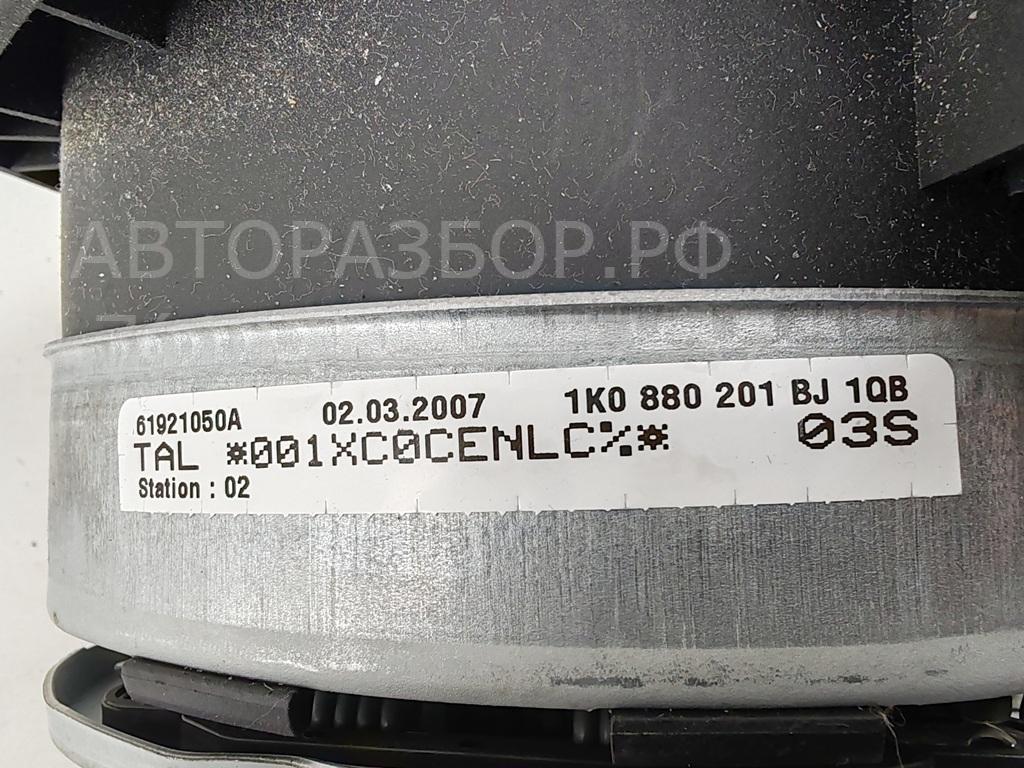 АВТОРАЗБОР.РФ
61921050A 02.03.2007 1K0 880 201 BJ 1QB
TAL *001XC0CENLC%* 03S
Station : 02